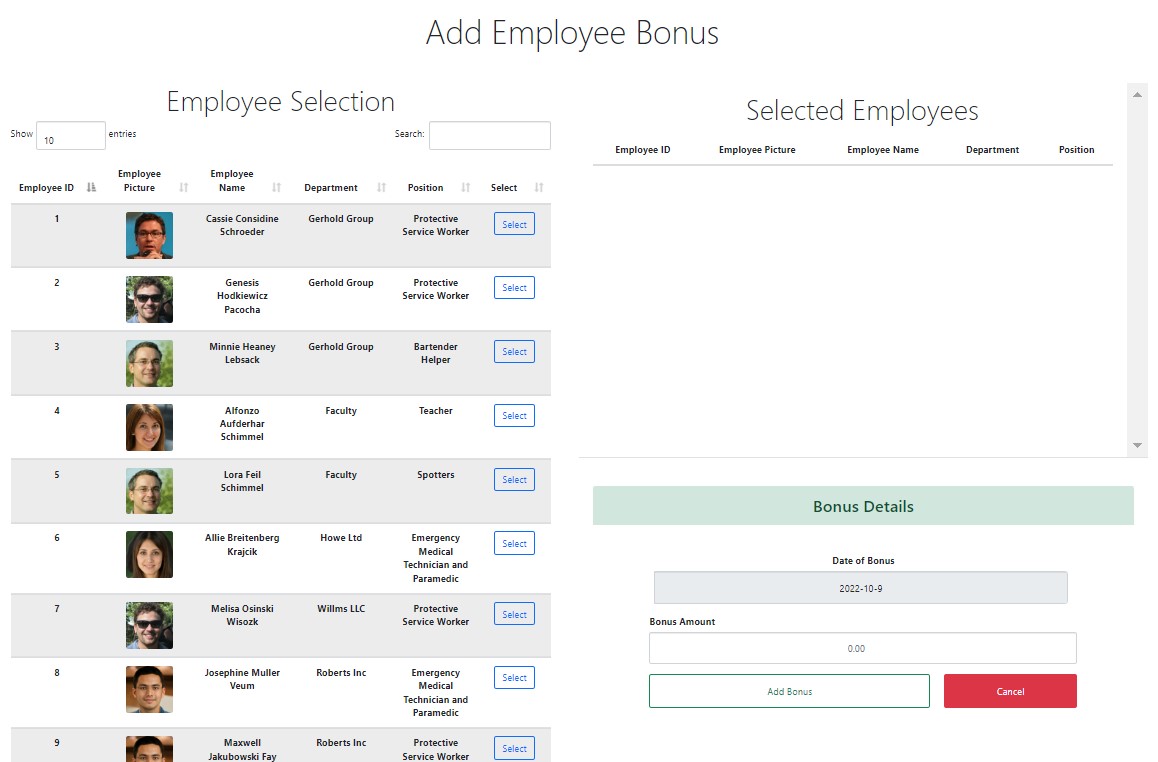 Add Employee Bonus
Employee Selection
Show 10 entries
Search:
Employee ID
Employee
Picture
Employee
Name
Department
Position
Select
1
Cassie Considine
Schroeder
Gerhold Group
Protective
Service Worker
Select
2
Genesis
Hodkiewicz
Pacocha
Gerhold Group
Protective
Service Worker
Select
3
Minnie Heaney
Lebsack
Gerhold Group
Bartender
Helper
Select
4
Alfonzo
Aufderhar
Schimmel
Faculty
Teacher
Select
5
Lora Feil
Schimmel
Faculty
Spotters
Select
6
Allie Breitenberg
Krajcik
Howe Ltd
Emergency
Medical
Technician and
Paramedic
Select
7
Melisa Osinski
Wisozk
Willms LLC
Protective
Service Worker
Select
8
Josephine Muller
Veum
Roberts Inc
Emergency
Medical
Technician and
Paramedic
Select
9
Maxwell
Jakubowski Fay
Roberts Inc
Protective
Service Worker
Select
Selected Employees
Employee ID
Employee Picture
Employee Name
Department
Position
Bonus Details
Date of Bonus
2022-10-9
Bonus Amount
0.00
Add Bonus
Cancel